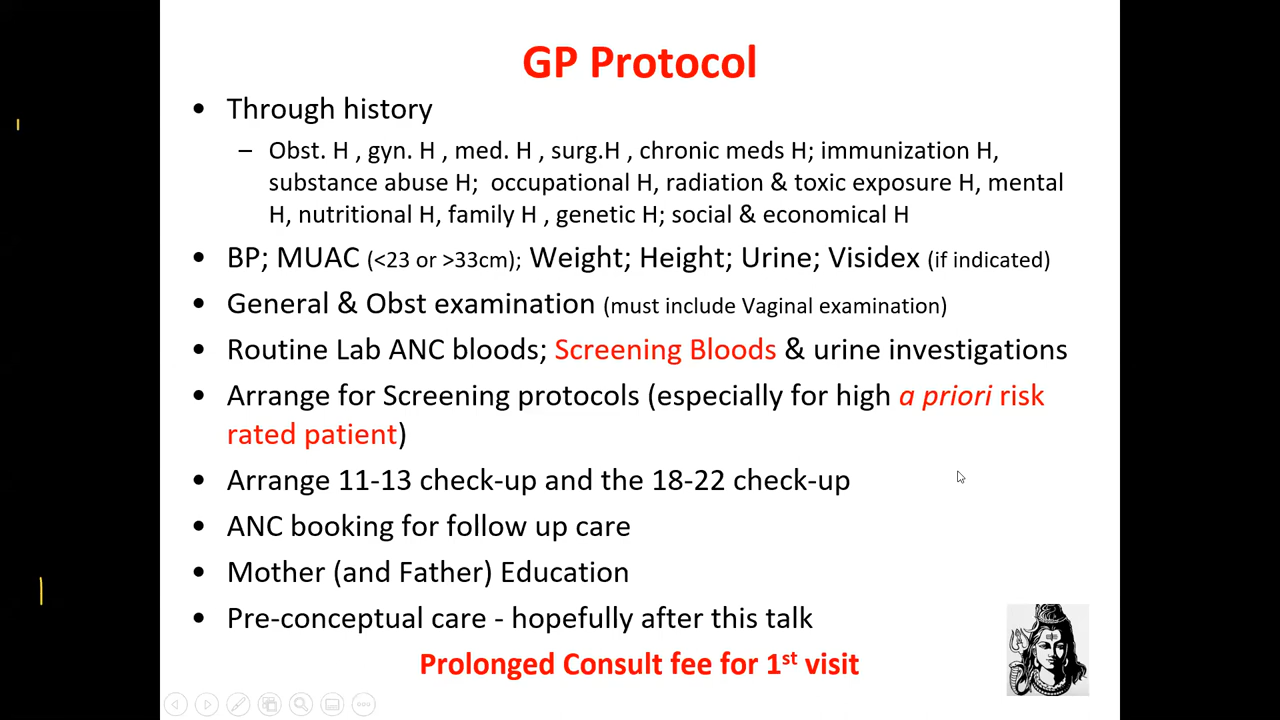 GP Protocol
• Through history
– Obst. H , gyn. H , med. H , surg.H , chronic meds H; immunization H,
substance abuse H;  occupational H, radiation & toxic exposure H, mental
H, nutritional H, family H , genetic H; social & economical H
• BP; MUAC (<23 or >33cm); Weight; Height; Urine; Visidex (if indicated)
• General & Obst examination (must include Vaginal examination)
• Routine Lab ANC bloods; Screening Bloods & urine investigations
• Arrange for Screening protocols (especially for high a priori risk
rated patient)
• Arrange 11-13 check-up and the 18-22 check-up
• ANC booking for follow up care
• Mother (and Father) Education
• Pre-conceptual care - hopefully after this talk
Prolonged Consult fee for 1st visit